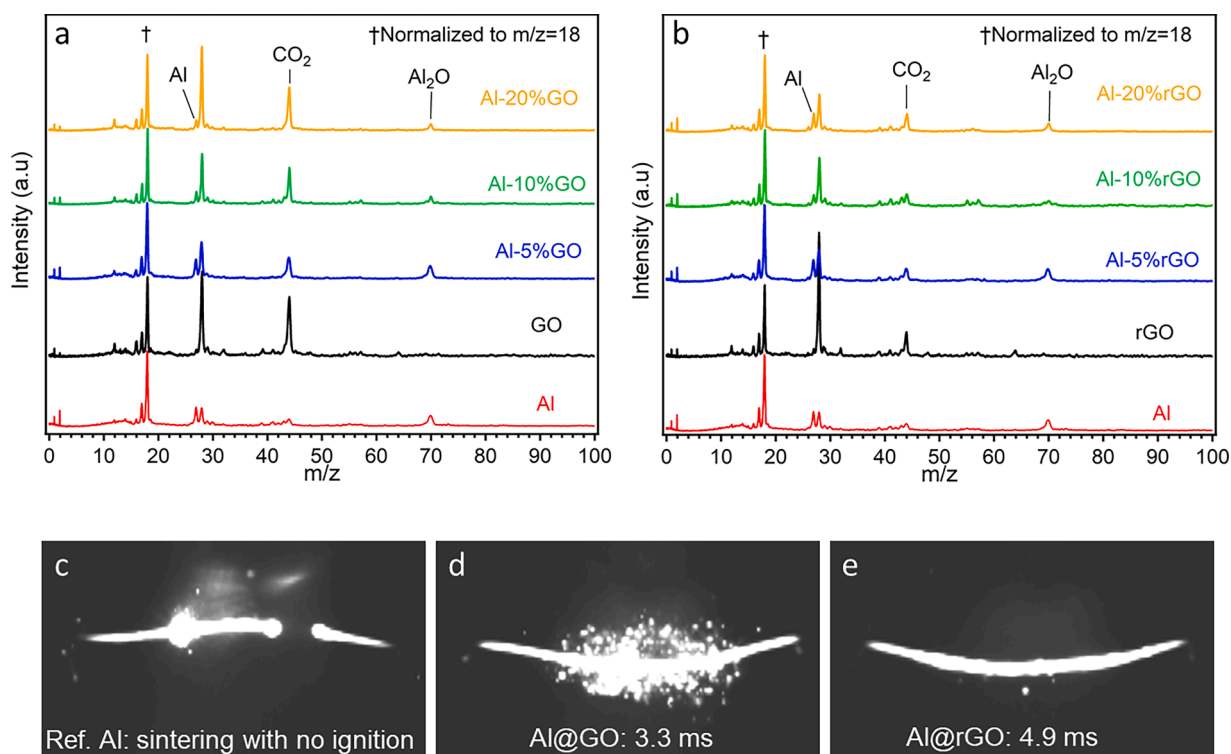 a
†
†Normalized to m/z=18
Al
CO₂
Al₂O
Al-20%GO
Al-10%GO
Al-5%GO
GO
Al
Intensity (a.u)
0 10 20 30 40 50 60 70 80 90 100
m/z
b
†
†Normalized to m/z=18
Al
CO₂
Al₂O
Al-20%rGO
Al-10%rGO
Al-5%rGO
rGO
Al
Intensity (a.u)
0 10 20 30 40 50 60 70 80 90 100
m/z
c
Ref. Al: sintering with no ignition
d
Al@GO: 3.3 ms
e
Al@rGO: 4.9 ms